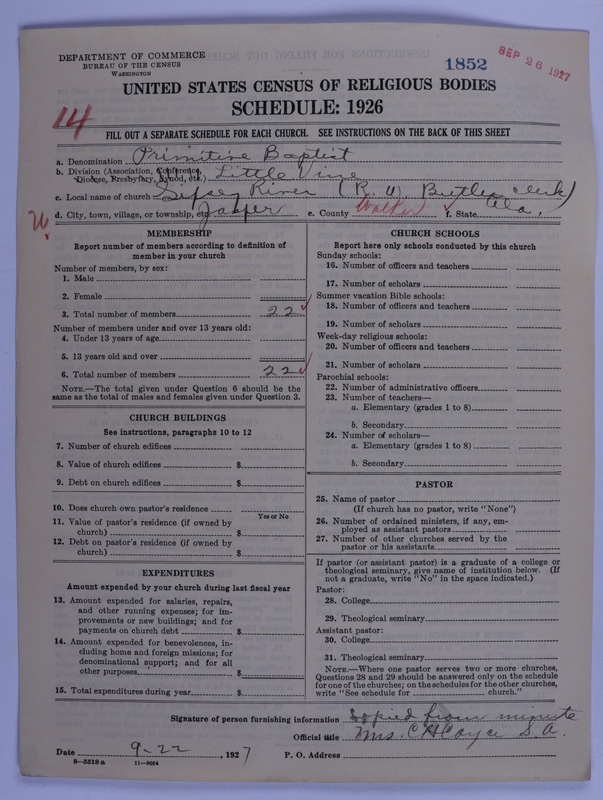 DEPARTMENT OF COMMERCE
BUREAU OF THE CENSUS
WASHINGTON
1852
SEP 26 1927
UNITED STATES CENSUS OF RELIGIOUS BODIES
SCHEDULE: 1926
14
FILL OUT A SEPARATE SCHEDULE FOR EACH CHURCH. SEE INSTRUCTIONS ON THE BACK OF THIS SHEET
a. Denomination Primitive Baptist
b. Division (Association, Conference, Diocese, Presbytery, Synod, etc.) Little Vine
c. Local name of church River (R. U. Butler clerk)
d. City, town, village, or township, etc. Jasper e. County Walker f. State Ala.
MEMBERSHIP
Report number of members according to definition of
member in your church
Number of members, by sex:
1. Male
2. Female
3. Total number of members 22
Number of members under and over 13 years old:
4. Under 13 years of age
5. 13 years old and over
6. Total number of members 22
NOTE.—The total given under Question 6 should be the
same as the total of males and females given under Question 3.
CHURCH BUILDINGS
See instructions, paragraphs 10 to 12
7. Number of church edifices
8. Value of church edifices $
9. Debt on church edifices $
10. Does church own pastor's residence
Yes or No
11. Value of pastor's residence (if owned by
church) $
12. Debt on pastor's residence (if owned by
church) $
EXPENDITURES
Amount expended by your church during last fiscal year
13. Amount expended for salaries, repairs,
and other running expenses; for im-
provements or new buildings; and for
payments on church debt $
14. Amount expended for benevolences, in-
cluding home and foreign missions; for
denominational support; and for all
other purposes $
15. Total expenditures during year $
CHURCH SCHOOLS
Report here only schools conducted by this church
Sunday schools:
16. Number of officers and teachers
17. Number of scholars
Summer vacation Bible schools:
18. Number of officers and teachers
19. Number of scholars
Week-day religious schools:
20. Number of officers and teachers
21. Number of scholars
Parochial schools:
22. Number of administrative officers
23. Number of teachers—
a. Elementary (grades 1 to 8)
b. Secondary
24. Number of scholars—
a. Elementary (grades 1 to 8)
b. Secondary
PASTOR
25. Name of pastor
(If church has no pastor, write "None")
26. Number of ordained ministers, if any, em-
ployed as assistant pastors
27. Number of other churches served by the
pastor or his assistants
If pastor (or assistant pastor) is a graduate of a college or
theological seminary, give name of institution below. (If
not a graduate, write "No" in the space indicated.)
Pastor:
28. College
29. Theological seminary
Assistant pastor:
30. College
31. Theological seminary
NOTE.—Where one pastor serves two or more churches,
Questions 28 and 29 should be answered only on the schedule
for one of the churches; on the schedules for the other churches,
write "See schedule for church."
Signature of person furnishing information copied from minute
Official title Mrs. C H Cayce S. A.
Date 9-22, 1927 P. O. Address
8-5518a 11-9054